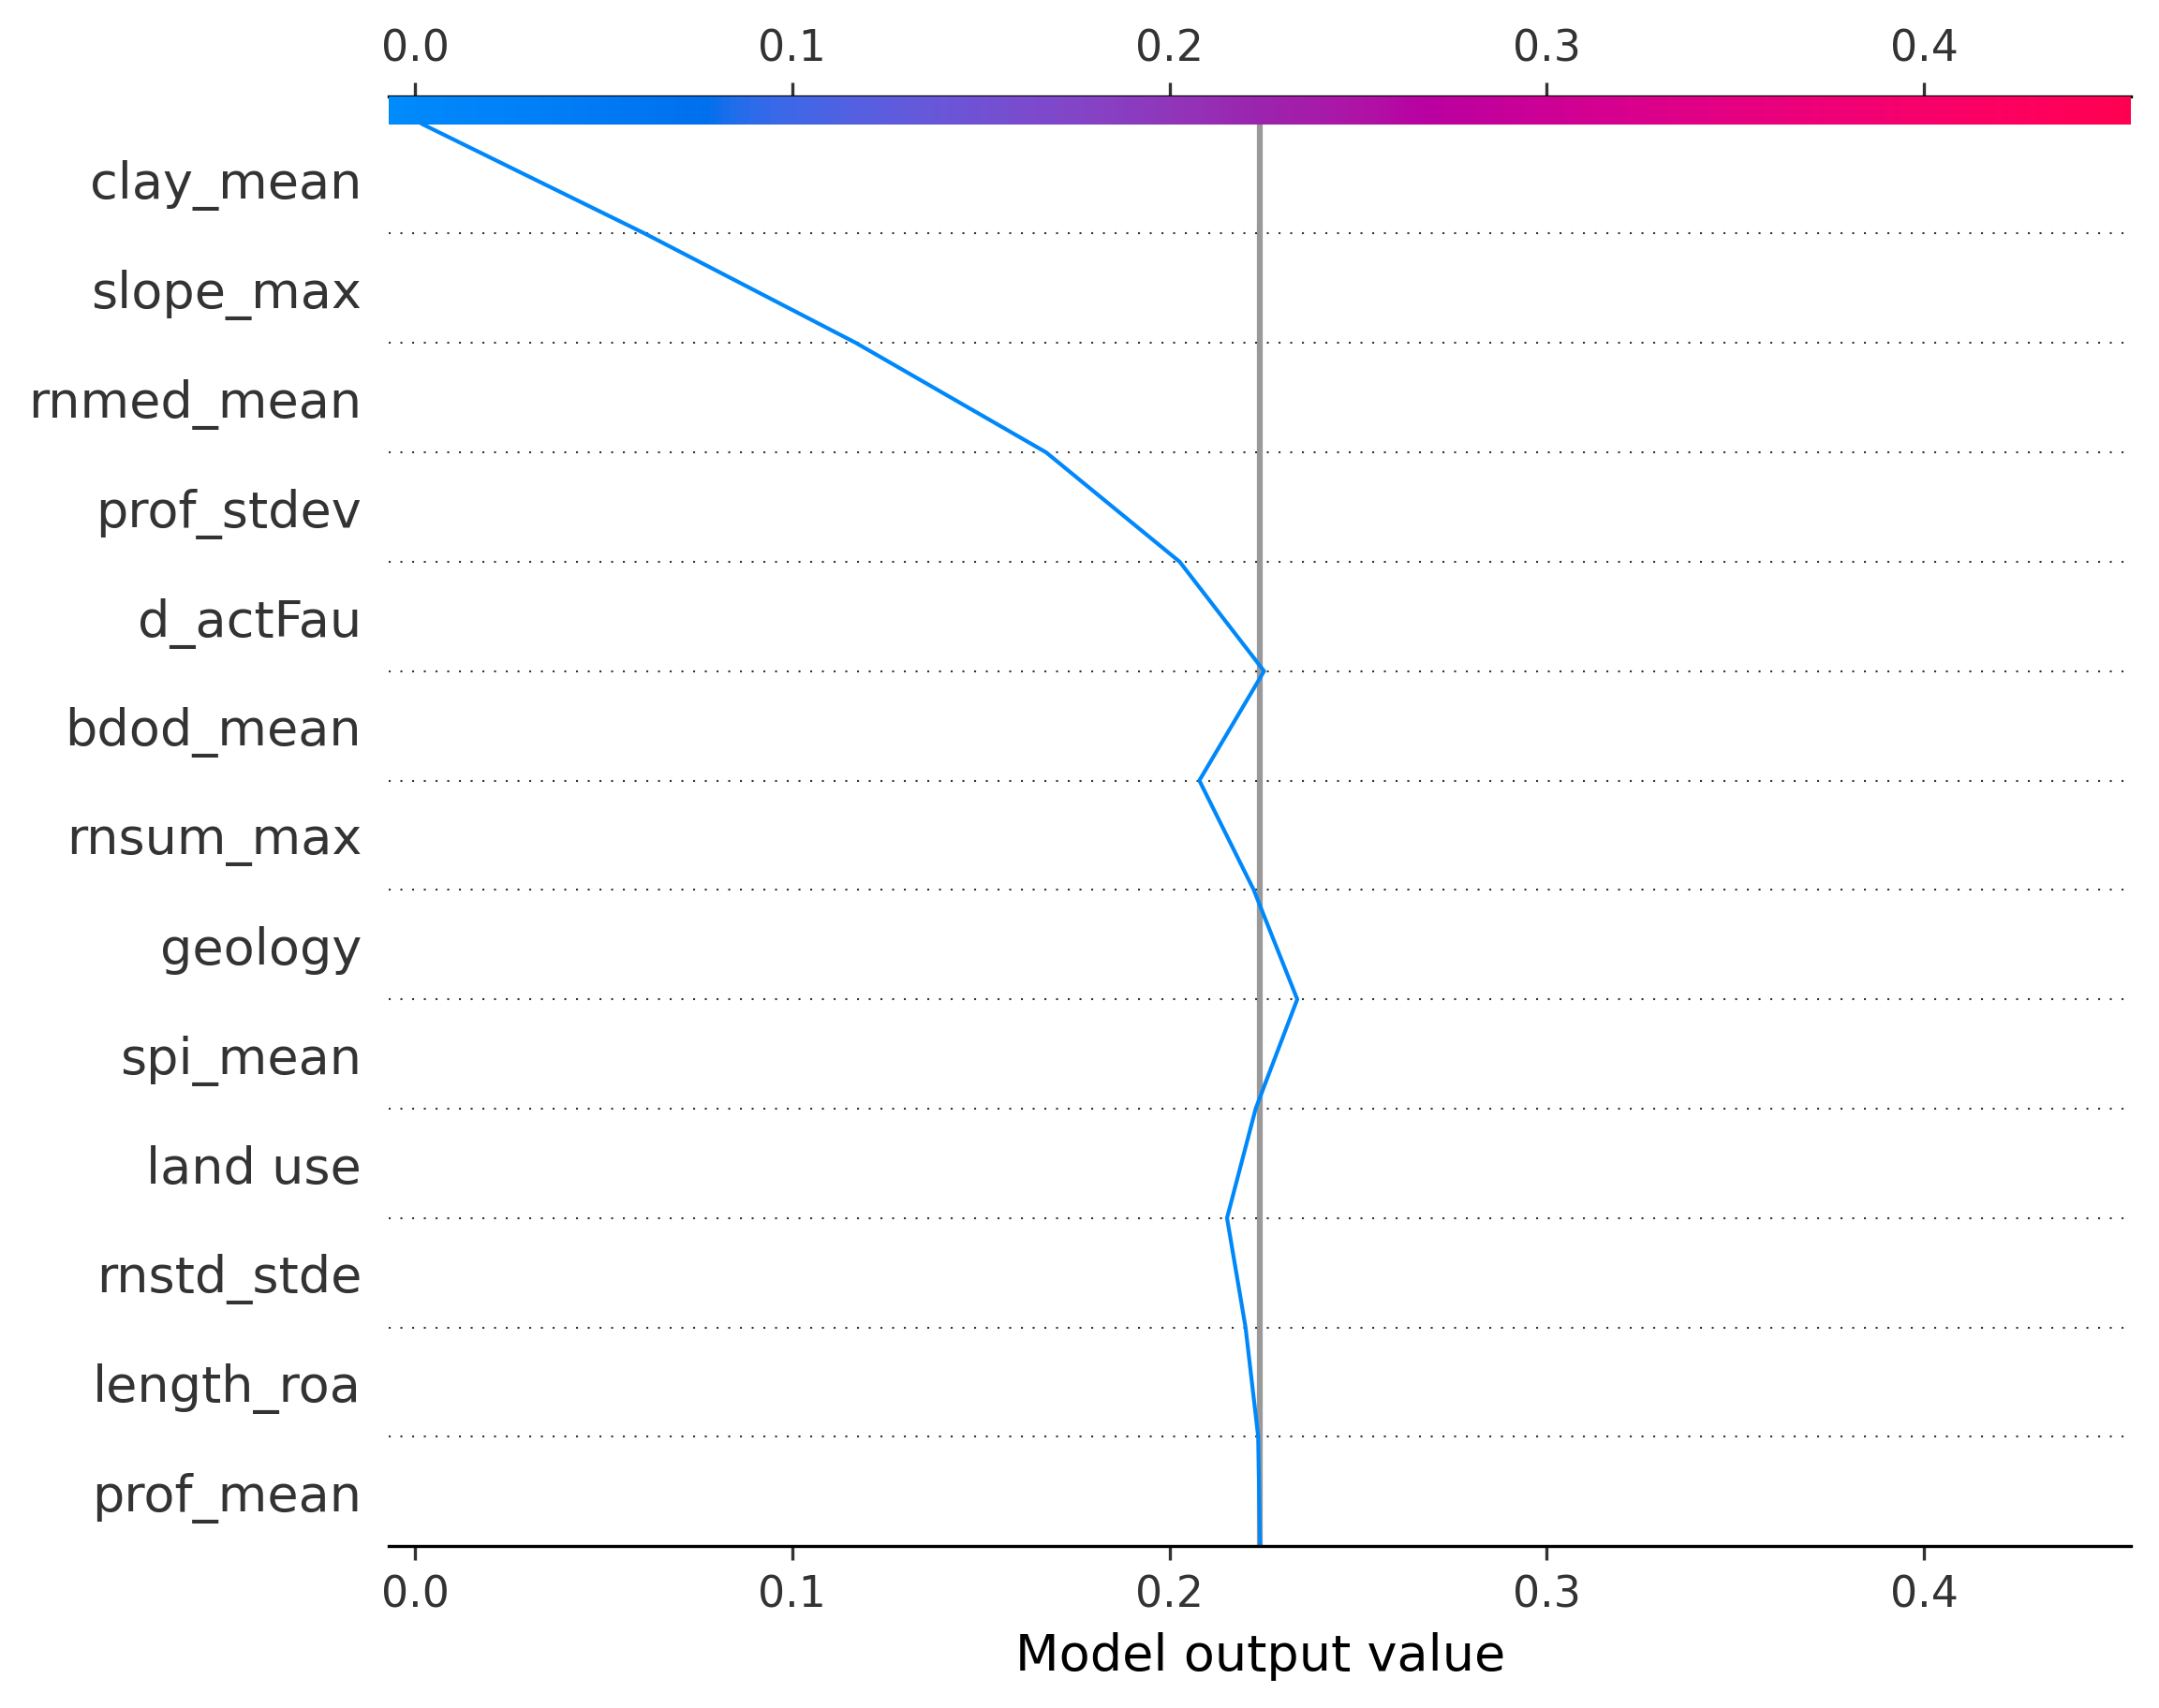 0.0 0.1 0.2 0.3 0.4
clay_mean
slope_max
rnmed_mean
prof_stdev
d_actFau
bdod_mean
rnsum_max
geology
spi_mean
land use
rnstd_stde
length_roa
prof_mean
0.0 0.1 0.2 0.3 0.4
Model output value